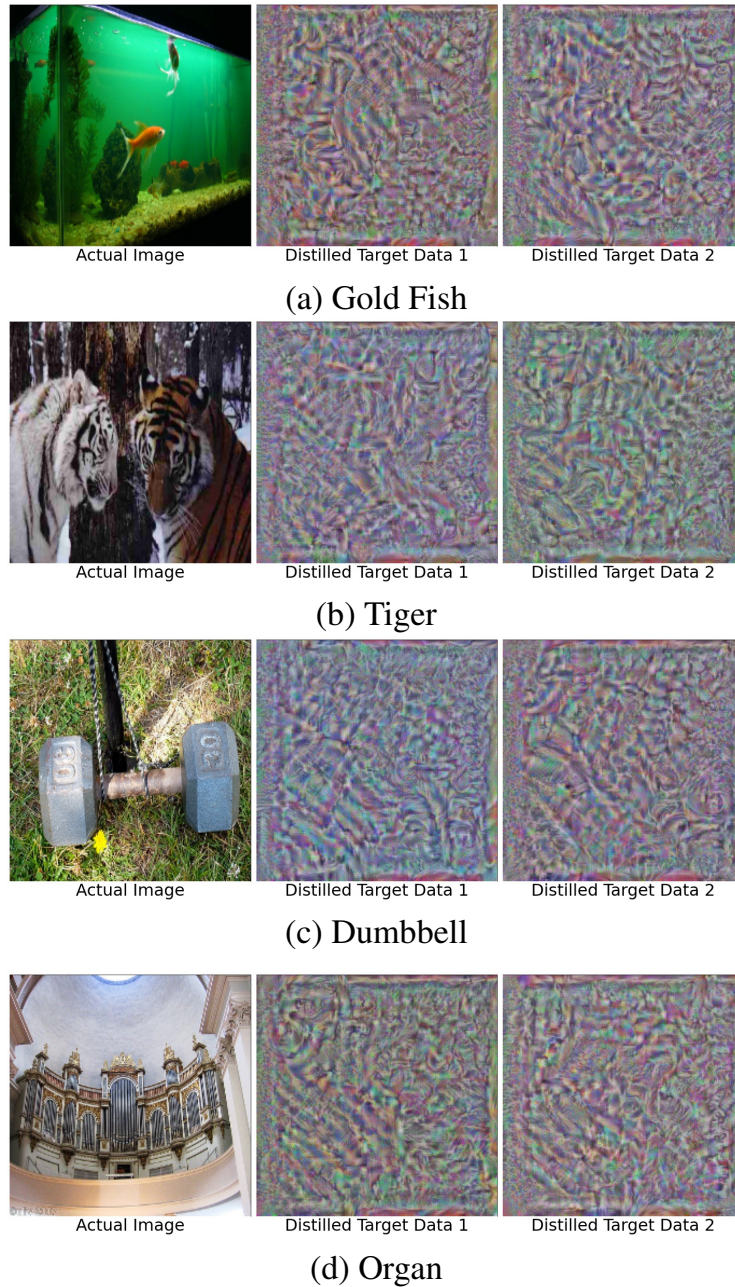 Actual Image Distilled Target Data 1 Distilled Target Data 2
(a) Gold Fish
Actual Image Distilled Target Data 1 Distilled Target Data 2
(b) Tiger
30 30
Actual Image Distilled Target Data 1 Distilled Target Data 2
(c) Dumbbell
Actual Image Distilled Target Data 1 Distilled Target Data 2
(d) Organ